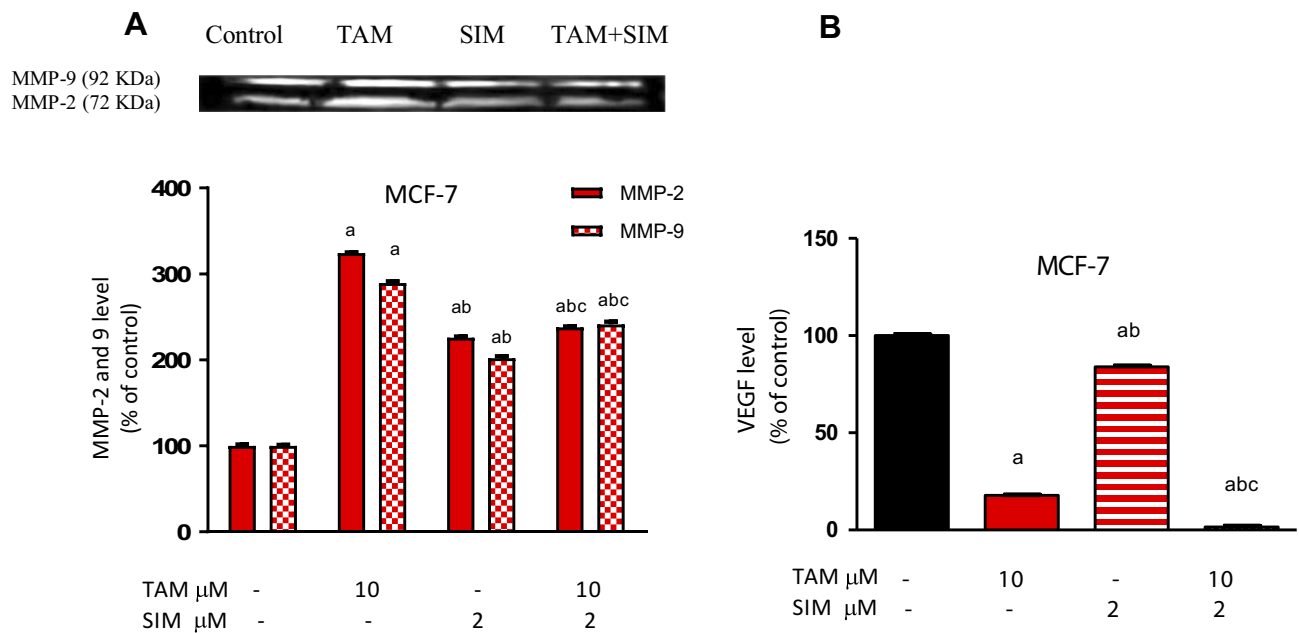 A
Control TAM SIM TAM+SIM
MMP-9 (92 KDa)
MMP-2 (72 KDa)
MCF-7
MMP-2
MMP-9
MMP-2 and 9 level
(% of control)
400
300
200
100
0
a a ab ab abc abc
TAM μM - 10 - 10
SIM μM - - 2 2
B
MCF-7
VEGF level
(% of control)
150
100
50
0
a ab abc
TAM μM - 10 - 10
SIM μM - - 2 2